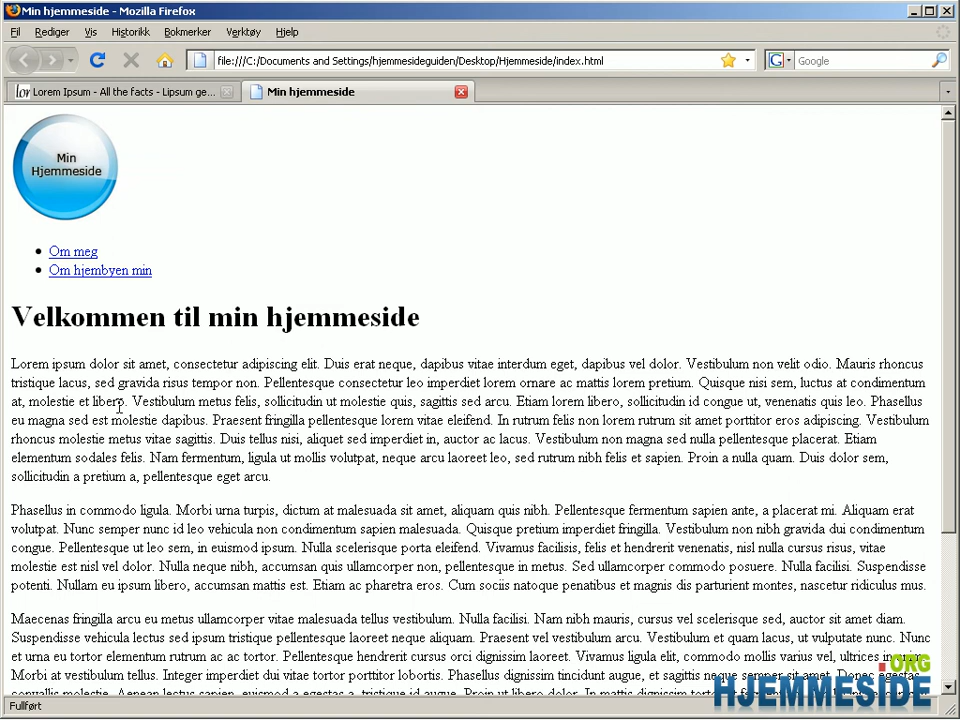 Min hjemmeside - Mozilla Firefox
Fil Rediger Vis Historikk Bokmerker Verktøy Hjelp
file:///C:/Documents and Settings/hjemmesideguiden/Desktop/Hjemmeside/index.html
G Google
lor Lorem Ipsum - All the facts - Lipsum ge...
Min hjemmeside
Min
Hjemmeside
Om meg
Om hjembyen min
Velkommen til min hjemmeside
Lorem ipsum dolor sit amet, consectetur adipiscing elit. Duis erat neque, dapibus vitae interdum eget, dapibus vel dolor. Vestibulum non velit odio. Mauris rhoncus
tristique lacus, sed gravida risus tempor non. Pellentesque consectetur leo imperdiet lorem ornare ac mattis lorem pretium. Quisque nisi sem, luctus at condimentum
at, molestie et libero. Vestibulum metus felis, sollicitudin ut molestie quis, sagittis sed arcu. Etiam lorem libero, sollicitudin id congue ut, venenatis quis leo. Phasellus
eu magna sed est molestie dapibus. Praesent fringilla pellentesque lorem vitae eleifend. In rutrum felis non lorem rutrum sit amet porttitor eros adipiscing. Vestibulum
rhoncus molestie metus vitae sagittis. Duis tellus nisi, aliquet sed imperdiet in, auctor ac lacus. Vestibulum non magna sed nulla pellentesque placerat. Etiam
elementum sodales felis. Nam fermentum, ligula ut mollis volutpat, neque arcu laoreet leo, sed rutrum nibh felis et sapien. Proin a nulla quam. Duis dolor sem,
sollicitudin a pretium a, pellentesque eget arcu.
Phasellus in commodo ligula. Morbi urna turpis, dictum at malesuada sit amet, aliquam quis nibh. Pellentesque fermentum sapien ante, a placerat mi. Aliquam erat
volutpat. Nunc semper nunc id leo vehicula non condimentum sapien malesuada. Quisque pretium imperdiet fringilla. Vestibulum non nibh gravida dui condimentum
congue. Pellentesque ut leo sem, in euismod ipsum. Nulla scelerisque porta eleifend. Vivamus facilisis, felis et hendrerit venenatis, nisl nulla cursus risus, vitae
molestie est nisl vel dolor. Nulla neque nibh, accumsan quis ullamcorper non, pellentesque in metus. Sed ullamcorper commodo posuere. Nulla facilisi. Suspendisse
potenti. Nullam eu ipsum libero, accumsan mattis est. Etiam ac pharetra eros. Cum sociis natoque penatibus et magnis dis parturient montes, nascetur ridiculus mus.
Maecenas fringilla arcu eu metus ullamcorper vitae malesuada tellus vestibulum. Nulla facilisi. Nam nibh mauris, cursus vel scelerisque sed, auctor sit amet diam.
Suspendisse vehicula lectus sed ipsum tristique pellentesque laoreet neque aliquam. Praesent vel vestibulum arcu. Vestibulum et quam lacus, ut vulputate nunc. Nunc
et urna eu tortor elementum rutrum ac ac tortor. Pellentesque hendrerit cursus orci dignissim laoreet. Vivamus ligula elit, commodo mollis varius vel, ultrices in
Morbi at vestibulum tellus. Integer imperdiet dui vitae tortor porttitor lobortis. Phasellus dignissim tincidunt augue, et sagittis neque
convallis molestie. Aenean lectus sapien, euismod a egestas a, tristique id augue. In mattis dignissim
.ORG
HJEMMESIDE
Fullført